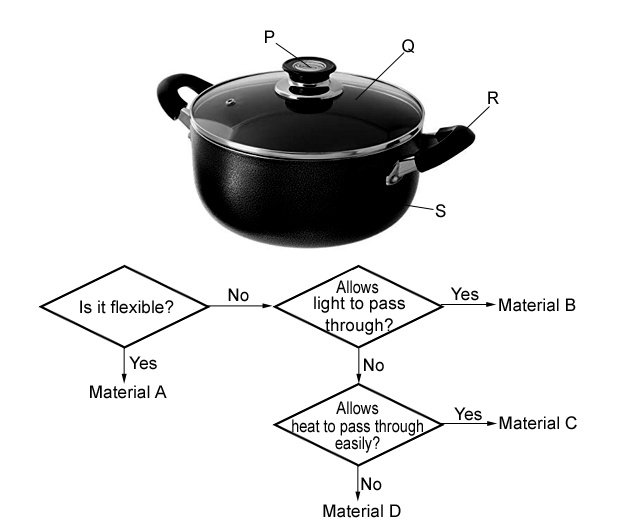 P
Q
R
S
Is it flexible?
No
Allows
light to pass
through?
Yes
Material B
Yes
Material A
No
Allows
heat to pass through
easily?
Yes
Material C
No
Material D